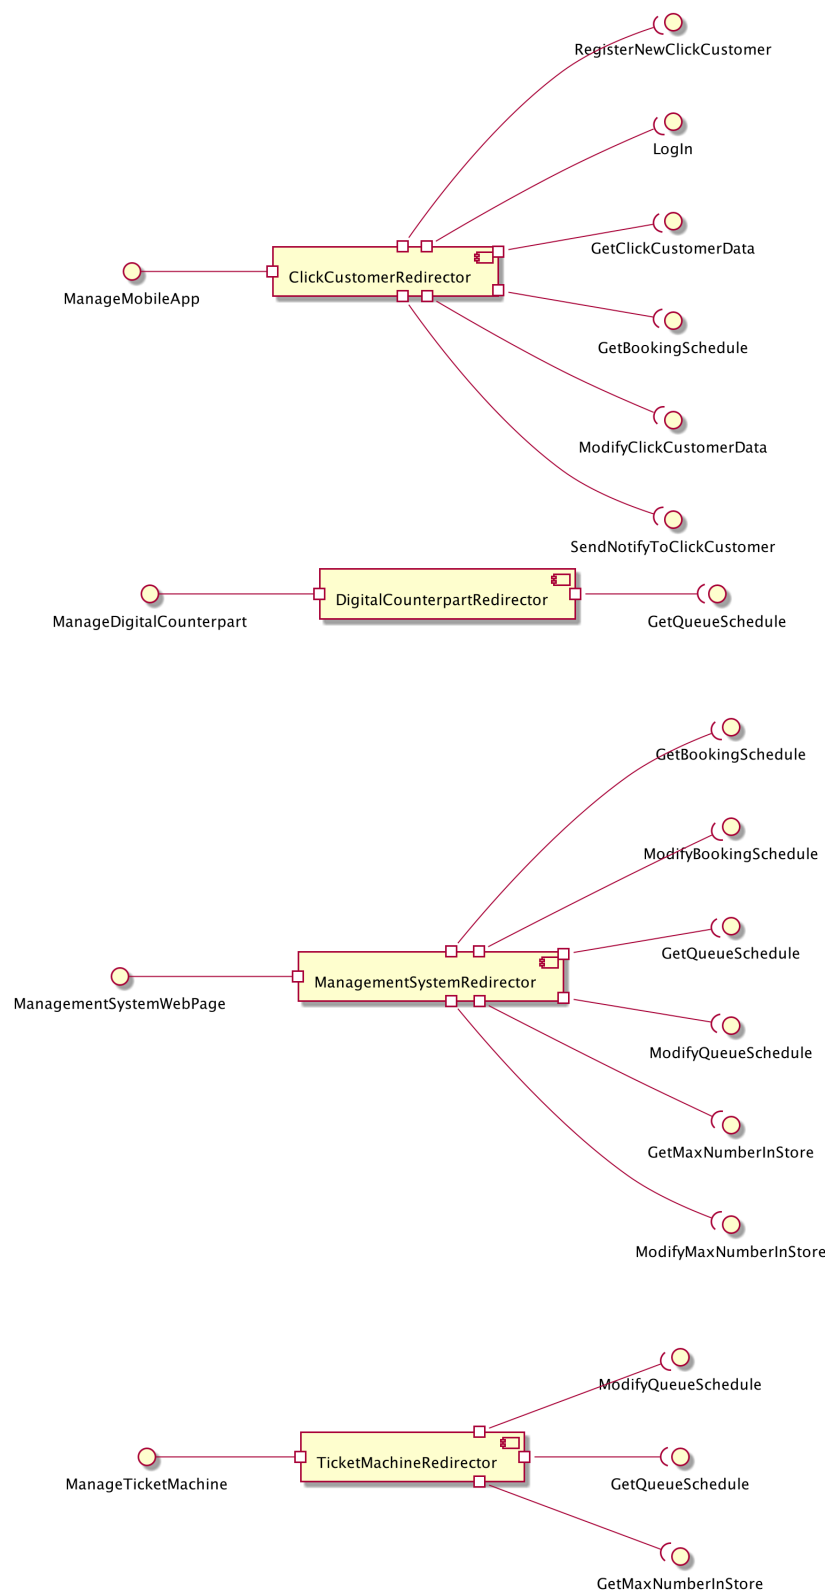 RegisterNewClickCustomer
LogIn
GetClickCustomerData
ClickCustomerRedirector
ManageMobileApp
GetBookingSchedule
ModifyClickCustomerData
SendNotifyToClickCustomer
DigitalCounterpartRedirector
ManageDigitalCounterpart
GetQueueSchedule
GetBookingSchedule
ModifyBookingSchedule
GetQueueSchedule
ManagementSystemRedirector
ManagementSystemWebPage
ModifyQueueSchedule
GetMaxNumberInStore
ModifyMaxNumberInStore
ModifyQueueSchedule
TicketMachineRedirector
ManageTicketMachine
GetQueueSchedule
GetMaxNumberInStore